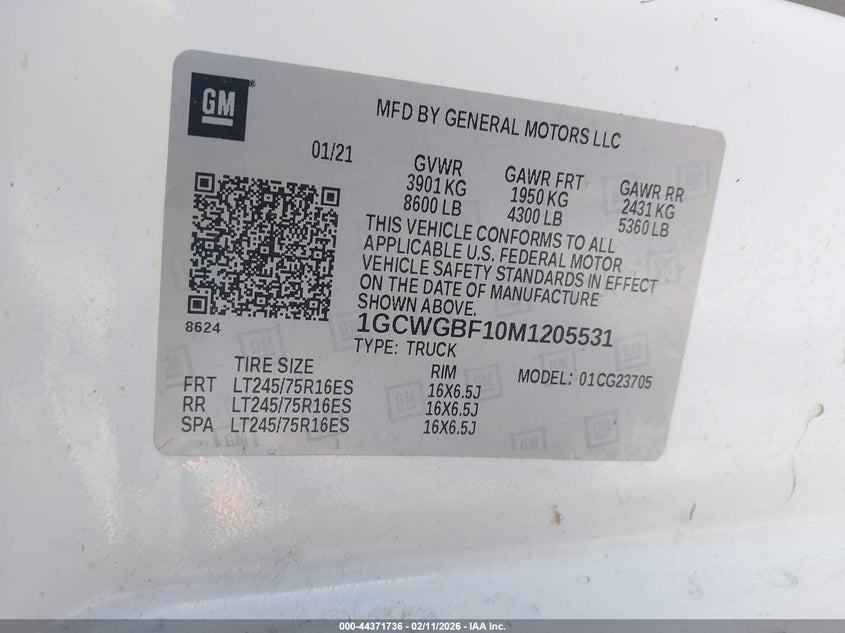 GM
MFD BY GENERAL MOTORS LLC
01/21
GVWR
3901 KG
8600 LB
GAWR FRT
1950 KG
4300 LB
GAWR RR
2431 KG
5360 LB
THIS VEHICLE CONFORMS TO ALL
APPLICABLE U.S. FEDERAL MOTOR
VEHICLE SAFETY STANDARDS IN EFFECT
ON THE DATE OF MANUFACTURE
SHOWN ABOVE.
8624
1GCWGBF10M1205531
TYPE: TRUCK
MODEL: 01CG23705
TIRE SIZE RIM
FRT LT245/75R16ES 16X6.5J
RR LT245/75R16ES 16X6.5J
SPA LT245/75R16ES 16X6.5J
000-44371736 - 02/11/2026 - IAA Inc.